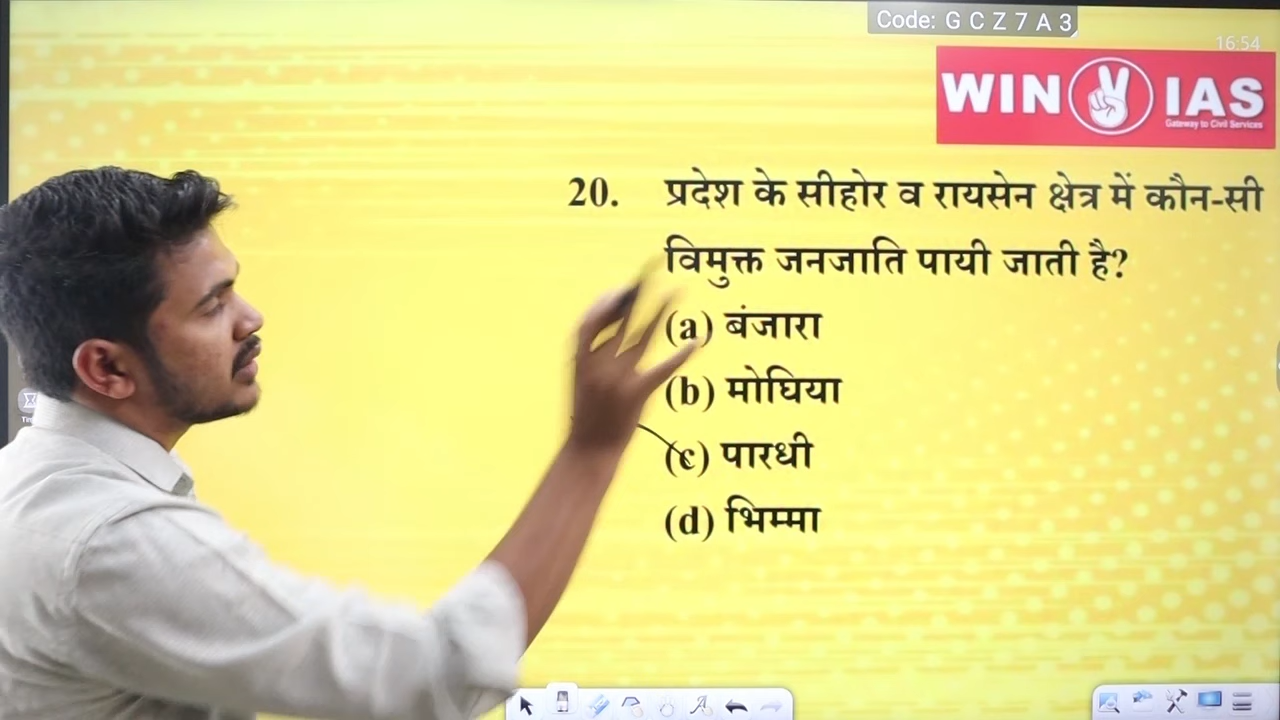 Code: G C Z 7 A 3
16:54
WIN IAS
Gateway to Civil Services
20. प्रदेश के सीहोर व रायसेन क्षेत्र में कौन-सी
विमुक्त जनजाति पायी जाती है?
(a) बंजारा
(b) मोघिया
(c) पारधी
(d) भिम्मा